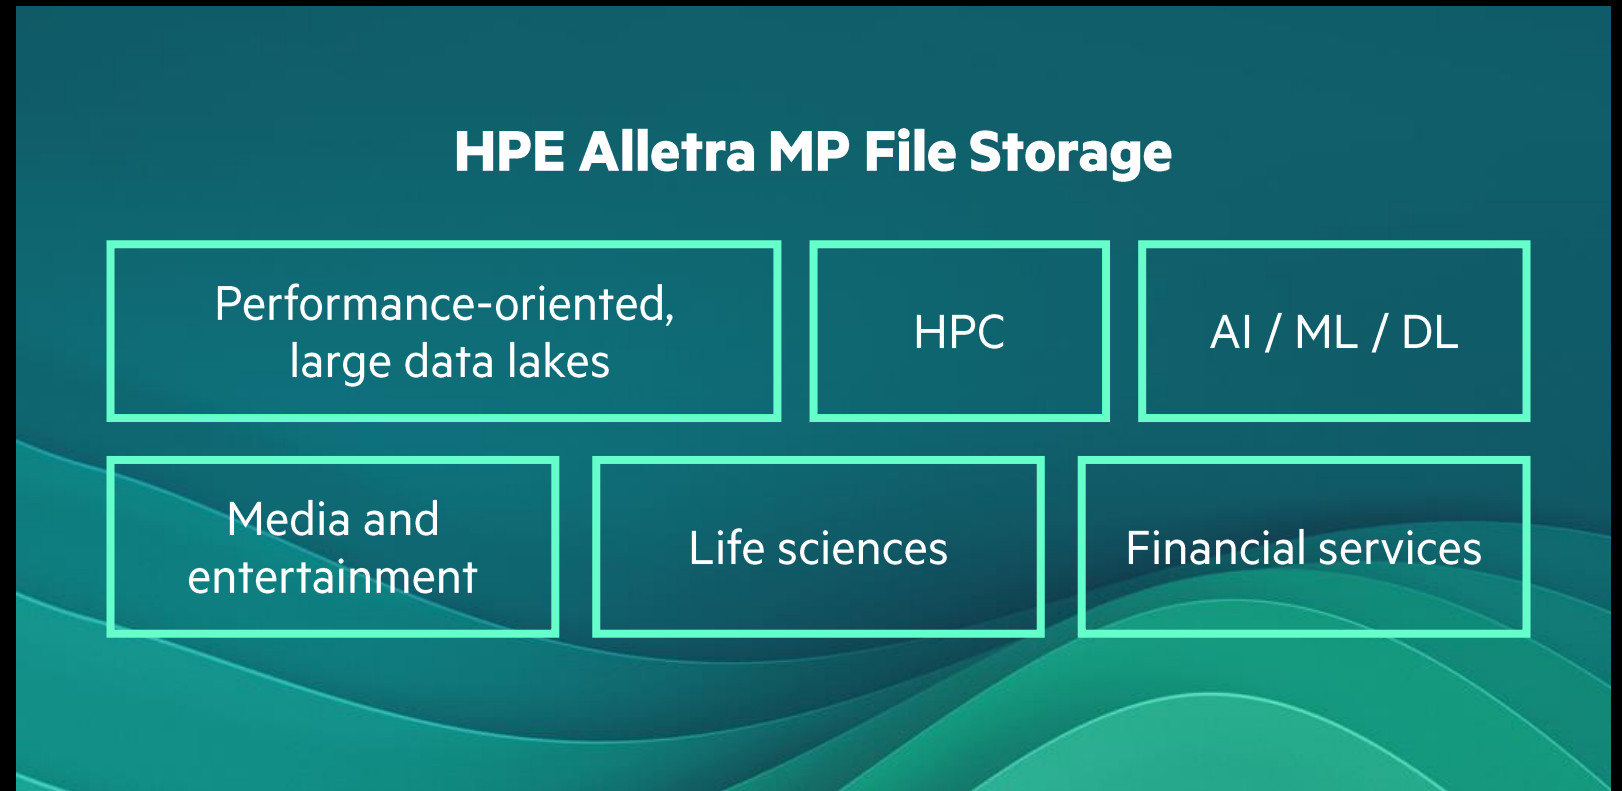 HPE Alletra MP File Storage
Performance-oriented,
large data lakes
HPC
AI / ML / DL
Media and
entertainment
Life sciences
Financial services